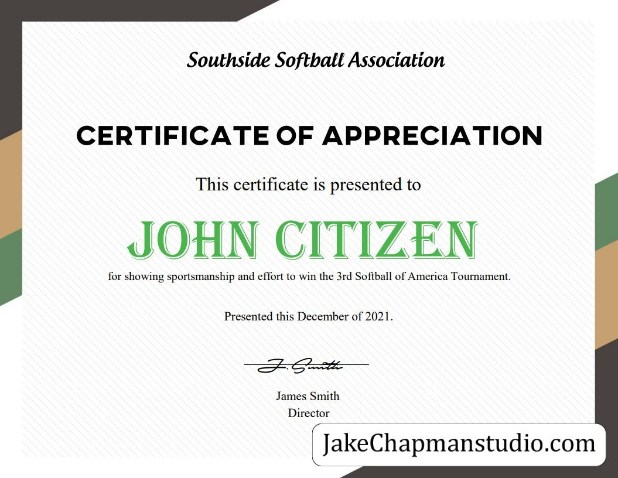 Southside Softball Association
CERTIFICATE OF APPRECIATION
This certificate is presented to
JOHN CITIZEN
for showing sportsmanship and effort to win the 3rd Softball of America Tournament.
Presented this December of 2021.
J. Smith
James Smith
Director
JakeChapmanstudio.com